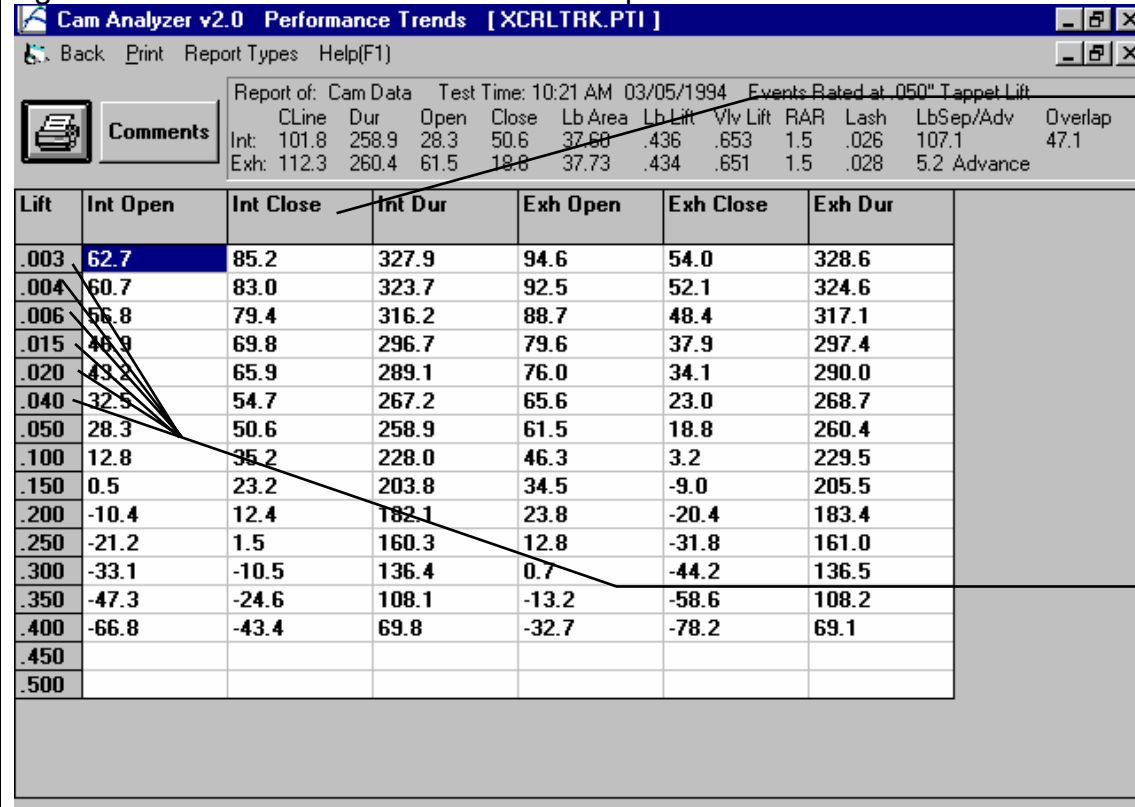 Cam Analyzer v2.0 Performance Trends [ XCRLTRK.PTI ]
Back Print Report Types Help(F1)
Report of: Cam Data Test Time: 10:21 AM 03/05/1994 Events Rated at .050" Tappet Lift
CLine Dur Open Close Lb Area Lb Lift Vlv Lift RAR Lash LbSep/Adv Overlap
Comments
Int: 101.8 258.9 28.3 50.6 37.60 .436 .653 1.5 .026 107.1 47.1
Exh: 112.3 260.4 61.5 18.8 37.73 .434 .651 1.5 .028 5.2 Advance
Lift Int Open Int Close Int Dur Exh Open Exh Close Exh Dur
.003 62.7 85.2 327.9 94.6 54.0 328.6
.004 60.7 83.0 323.7 92.5 52.1 324.6
.006 56.8 79.4 316.2 88.7 48.4 317.1
.015 46.9 69.8 296.7 79.6 37.9 297.4
.020 43.2 65.9 289.1 76.0 34.1 290.0
.040 32.5 54.7 267.2 65.6 23.0 268.7
.050 28.3 50.6 258.9 61.5 18.8 260.4
.100 12.8 35.2 228.0 46.3 3.2 229.5
.150 0.5 23.2 203.8 34.5 -9.0 205.5
.200 -10.4 12.4 182.1 23.8 -20.4 183.4
.250 -21.2 1.5 160.3 12.8 -31.8 161.0
.300 -33.1 -10.5 136.4 0.7 -44.2 136.5
.350 -47.3 -24.6 108.1 -13.2 -58.6 108.2
.400 -66.8 -43.4 69.8 -32.7 -78.2 69.1
.450
.500